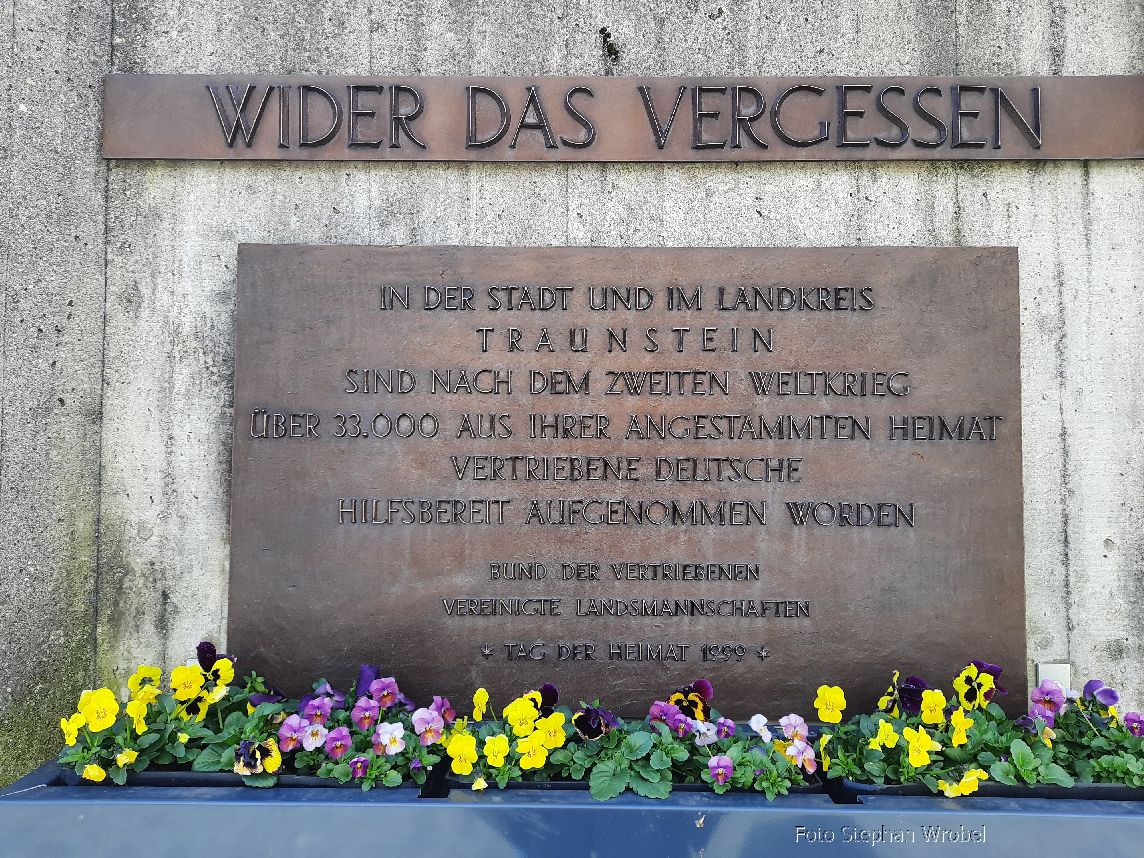 WIDER DAS VERGESSEN
IN DER STADT UND IM LANDKREIS
TRAUNSTEIN
SIND NACH DEM ZWEITEN WELTKRIEG
ÜBER 33.000 AUS IHRER ANGESTAMMTEN HEIMAT
VERTRIEBENE DEUTSCHE
HILFSBEREIT AUFGENOMMEN WORDEN
BUND DER VERTRIEBENEN
VEREINIGTE LANDSMANNSCHAFTEN
* TAG DER HEIMAT 1999 *
Foto Stephan Wrobel